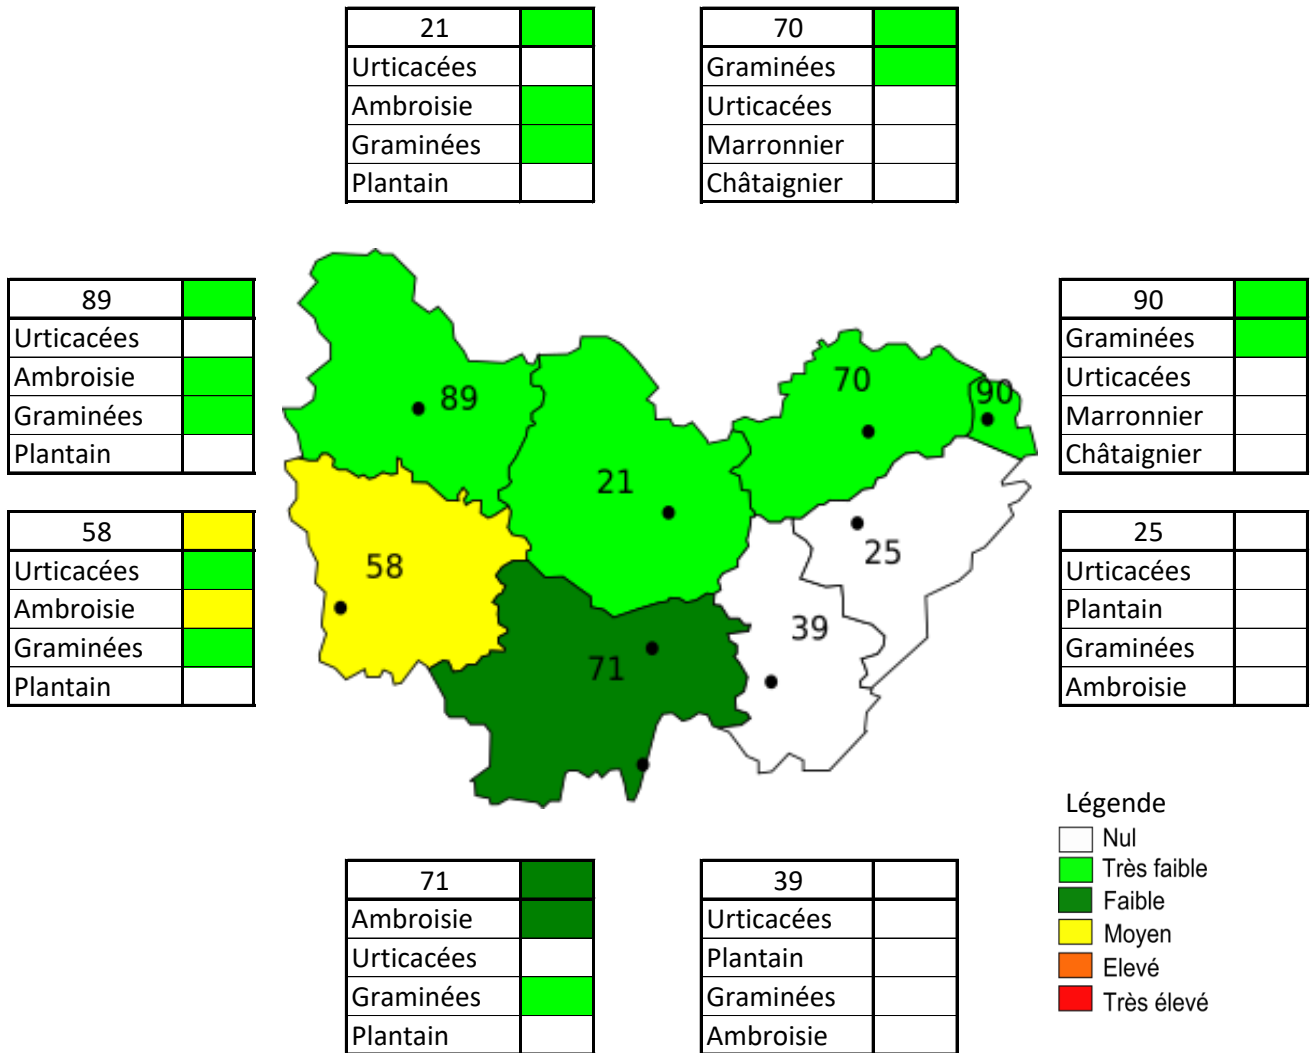 21
Urticacées
Ambroisie
Graminées
Plantain
70
Graminées
Urticacées
Marronnier
Châtaignier
89
Urticacées
Ambroisie
Graminées
Plantain
58
Urticacées
Ambroisie
Graminées
Plantain
89
21
70
90
58
25
71
39
90
Graminées
Urticacées
Marronnier
Châtaignier
25
Urticacées
Plantain
Graminées
Ambroisie
71
Ambroisie
Urticacées
Graminées
Plantain
39
Urticacées
Plantain
Graminées
Ambroisie
Légende
Nul
Très faible
Faible
Moyen
Elevé
Très élevé